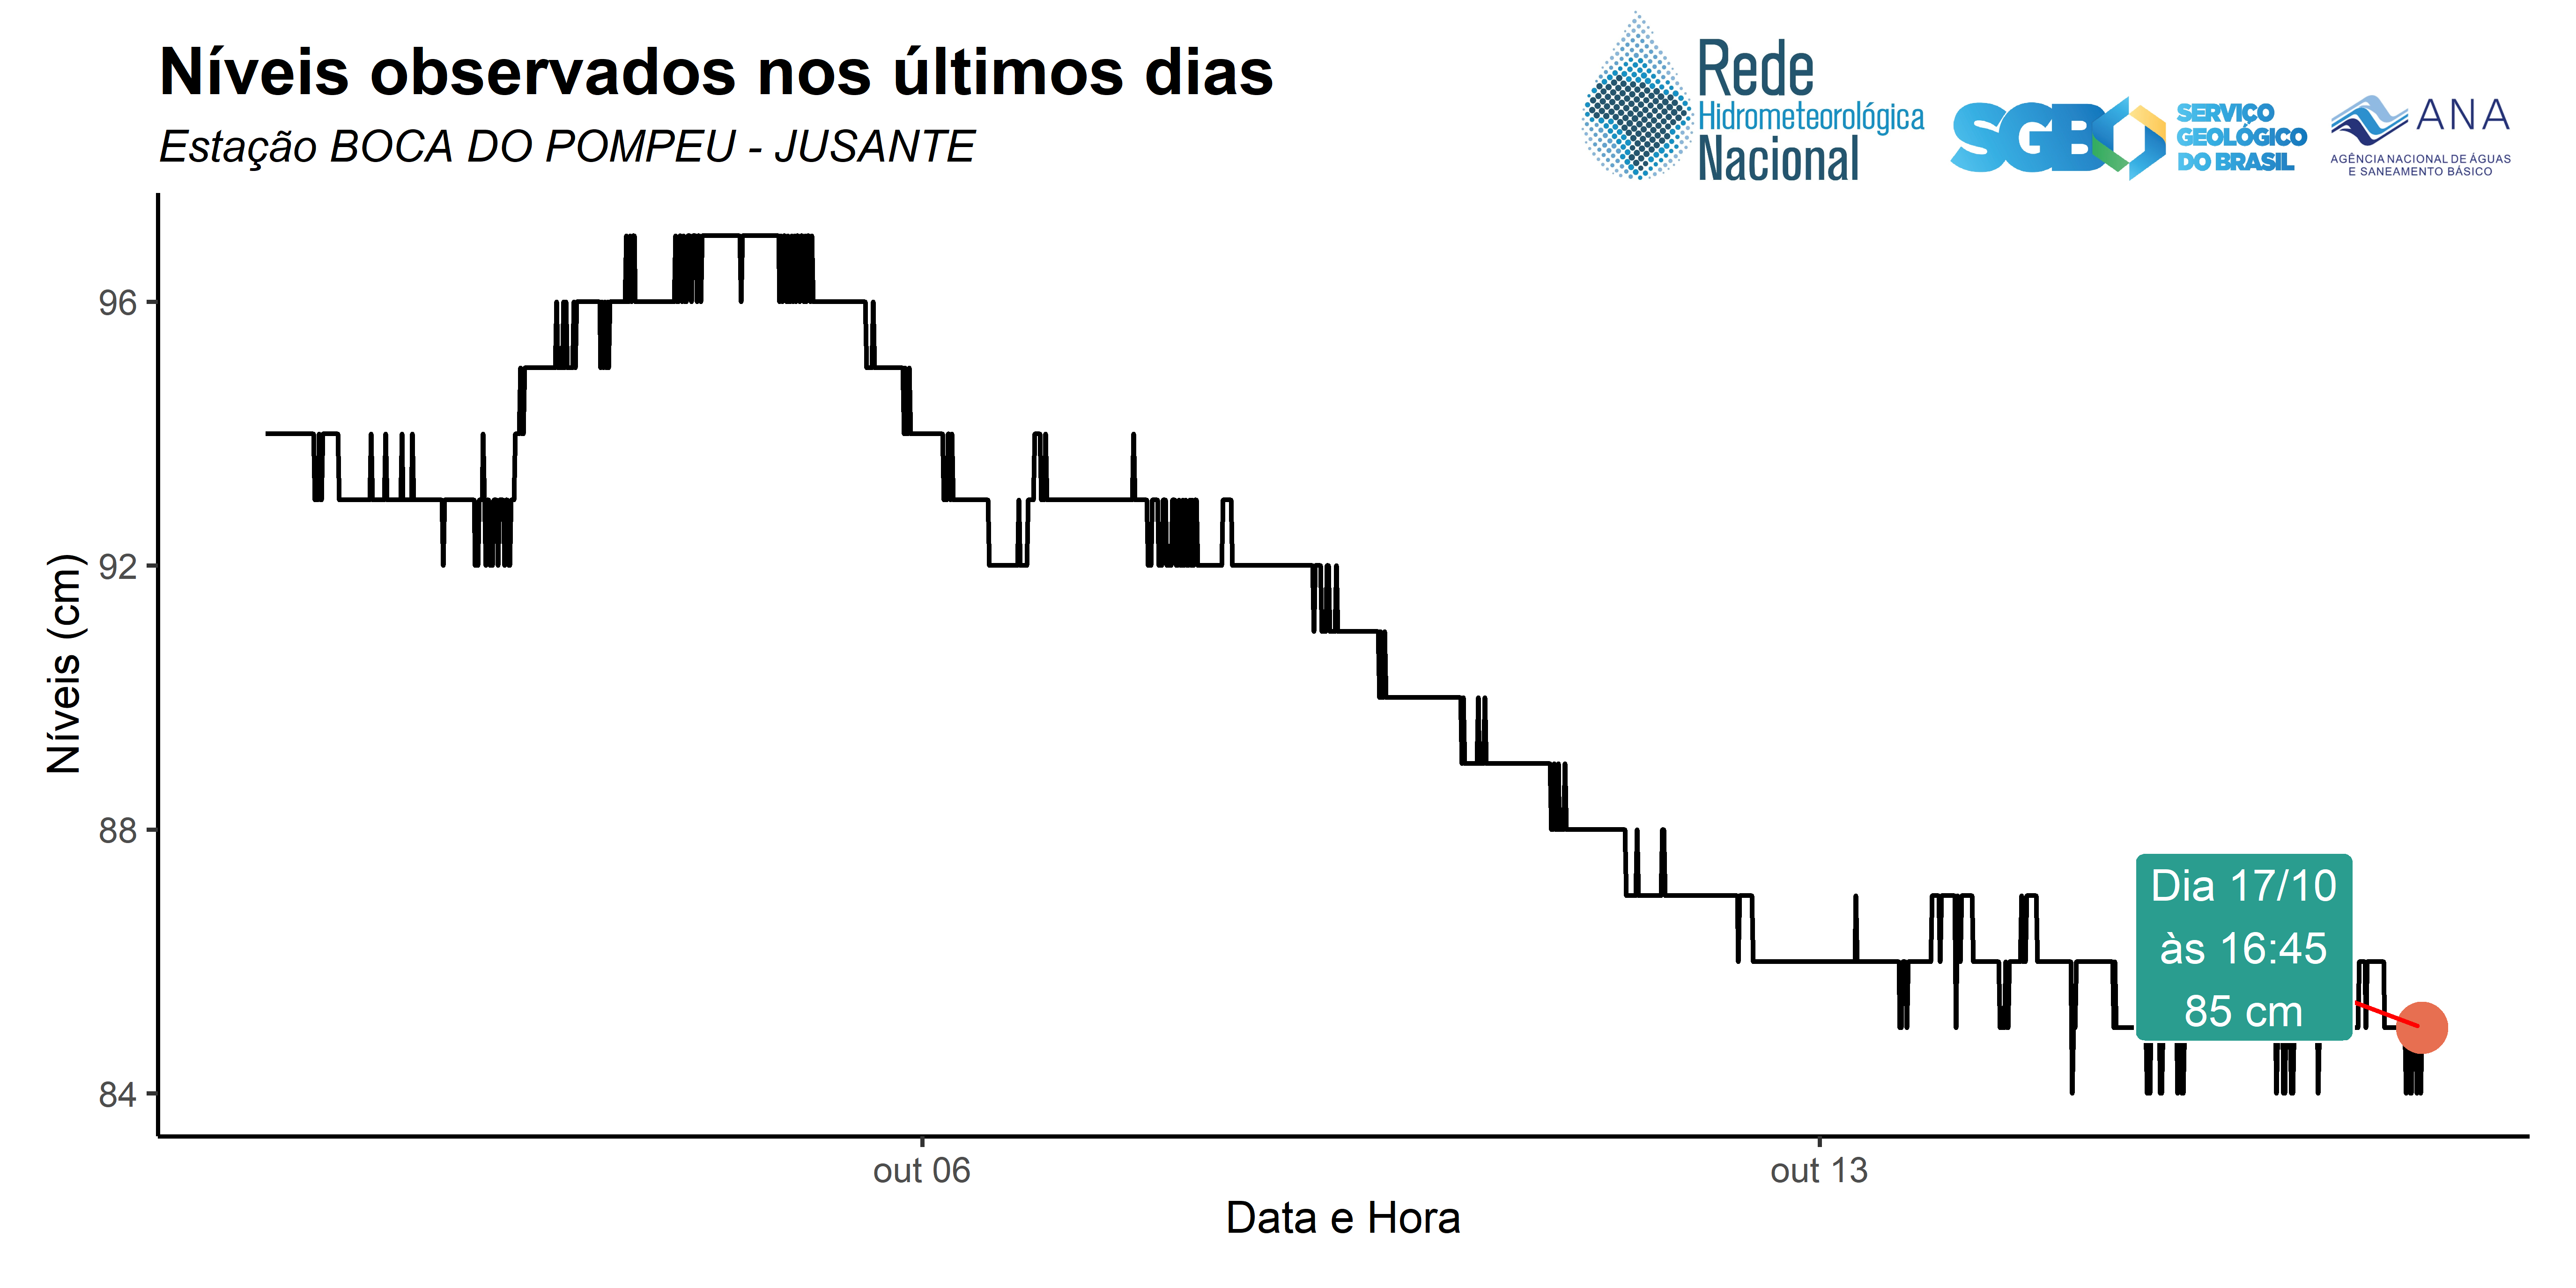 Níveis observados nos últimos dias
Estação BOCA DO POMPEU - JUSANTE
Rede
Hidrometeorológica
Nacional
SGB
SERVIÇO
GEOLÓGICO
DO BRASIL
ANA
AGÊNCIA NACIONAL DE ÁGUAS
E SANEAMENTO BÁSICO
Níveis (cm)
96
92
88
84
Dia 17/10
às 16:45
85 cm
out 06
out 13
Data e Hora